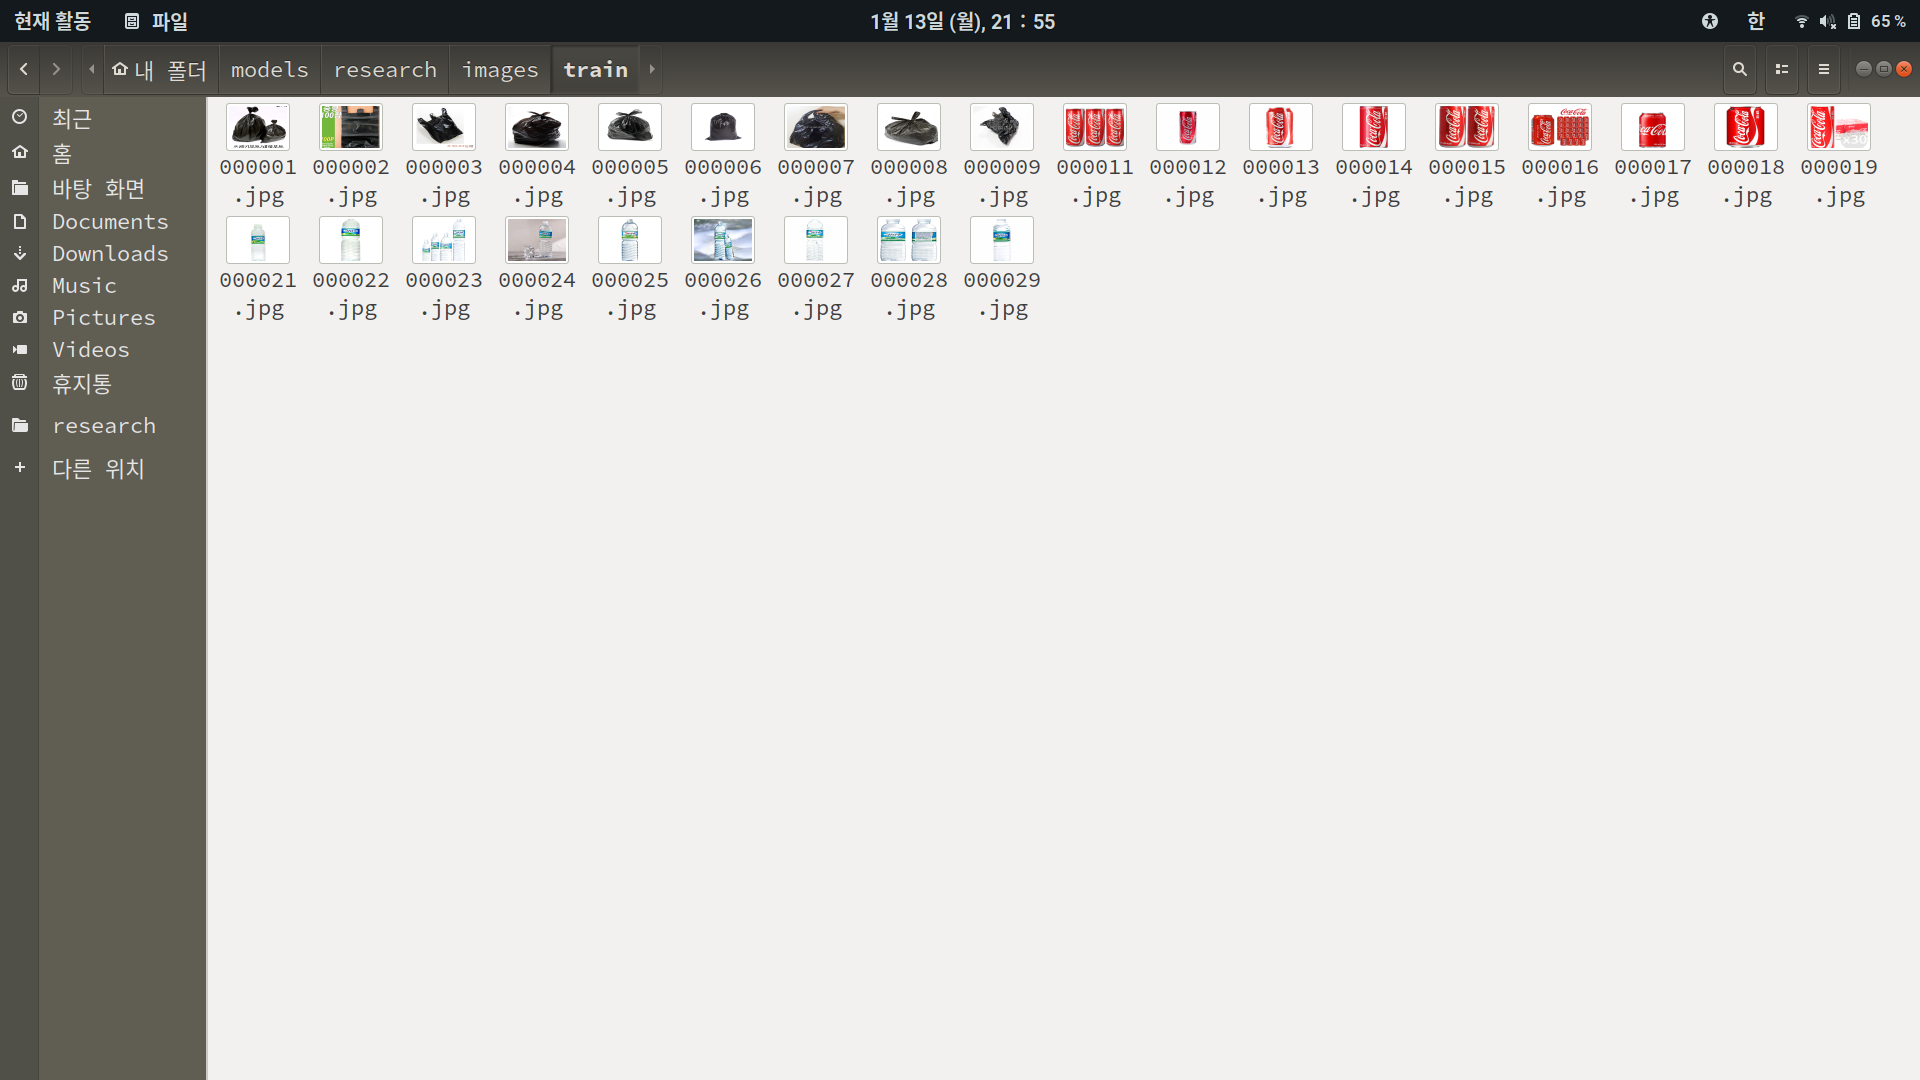 현재 활동 파일 1월 13일 (월), 21 : 55 한 65 %
내 폴더 models research images train
최근
홈
바탕 화면
Documents
Downloads
Music
Pictures
Videos
휴지통
research
다른 위치
000001.jpg 000002.jpg 000003.jpg 000004.jpg 000005.jpg 000006.jpg 000007.jpg 000008.jpg 000009.jpg 000011.jpg 000012.jpg 000013.jpg 000014.jpg 000015.jpg 000016.jpg 000017.jpg 000018.jpg 000019.jpg
000021.jpg 000022.jpg 000023.jpg 000024.jpg 000025.jpg 000026.jpg 000027.jpg 000028.jpg 000029.jpg